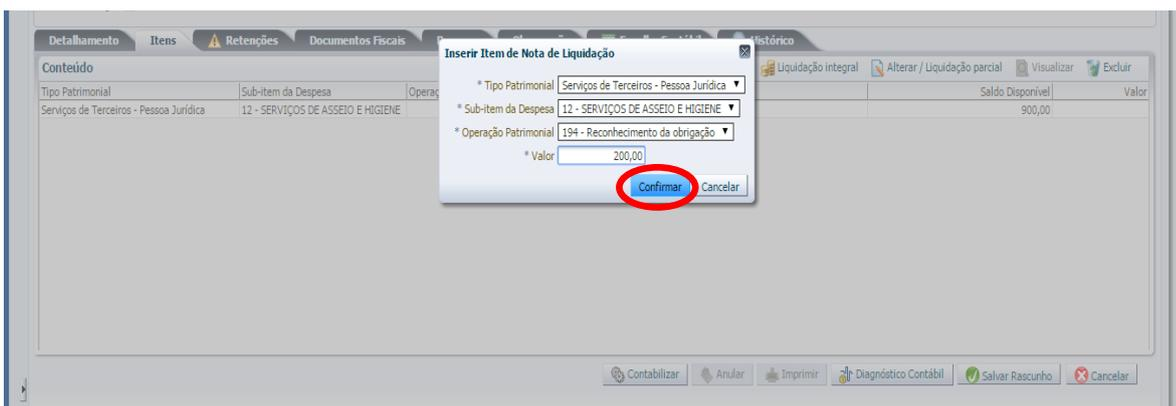 Detalhamento Itens Retenções Documentos Fiscais Histórico
Conteúdo Liquidação integral Alterar / Liquidação parcial Visualizar Excluir
Tipo Patrimonial Sub-item da Despesa Saldo Disponível Valor
Serviços de Terceiros - Pessoa Jurídica 12 - SERVIÇOS DE ASSEIO E HIGIENE 900,00
Inserir Item de Nota de Liquidação
* Tipo Patrimonial Serviços de Terceiros - Pessoa Jurídica
* Sub-item da Despesa 12 - SERVIÇOS DE ASSEIO E HIGIENE
* Operação Patrimonial 194 - Reconhecimento da obrigação
* Valor 200,00
Confirmar Cancelar
Contabilizar Anular Imprimir Diagnóstico Contábil Salvar Rascunho Cancelar